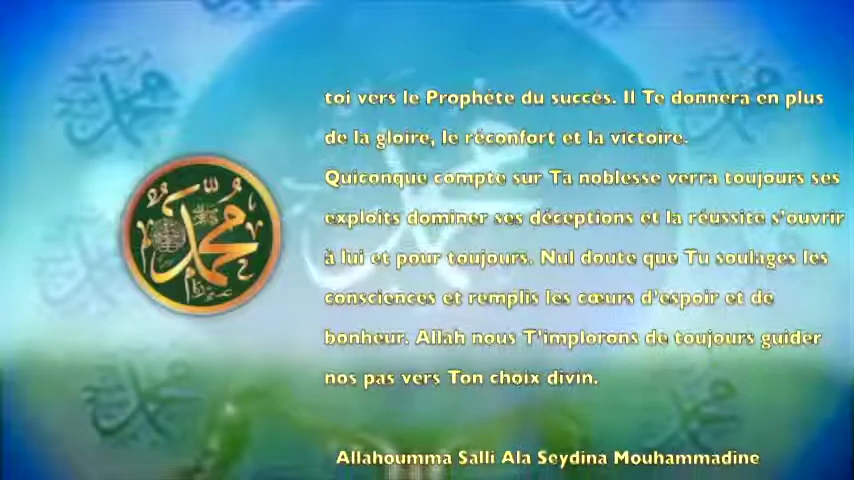 toi vers le Prophète du succés. Il Te donnera en plus
de la gloire, le réconfort et la victoire.
Quiconque compte sur Ta noblesse verra toujours ses
exploits dominer ses déceptions et la réussite s'ouvrir
à lui et pour toujours. Nul doute que Tu soulages les
consciences et remplis les cœurs d'espoir et de
bonheur. Allah nous T'implorons de toujours guider
nos pas vers Ton choix divin.
Allahoumma Salli Ala Seydina Mouhammadine
محمد